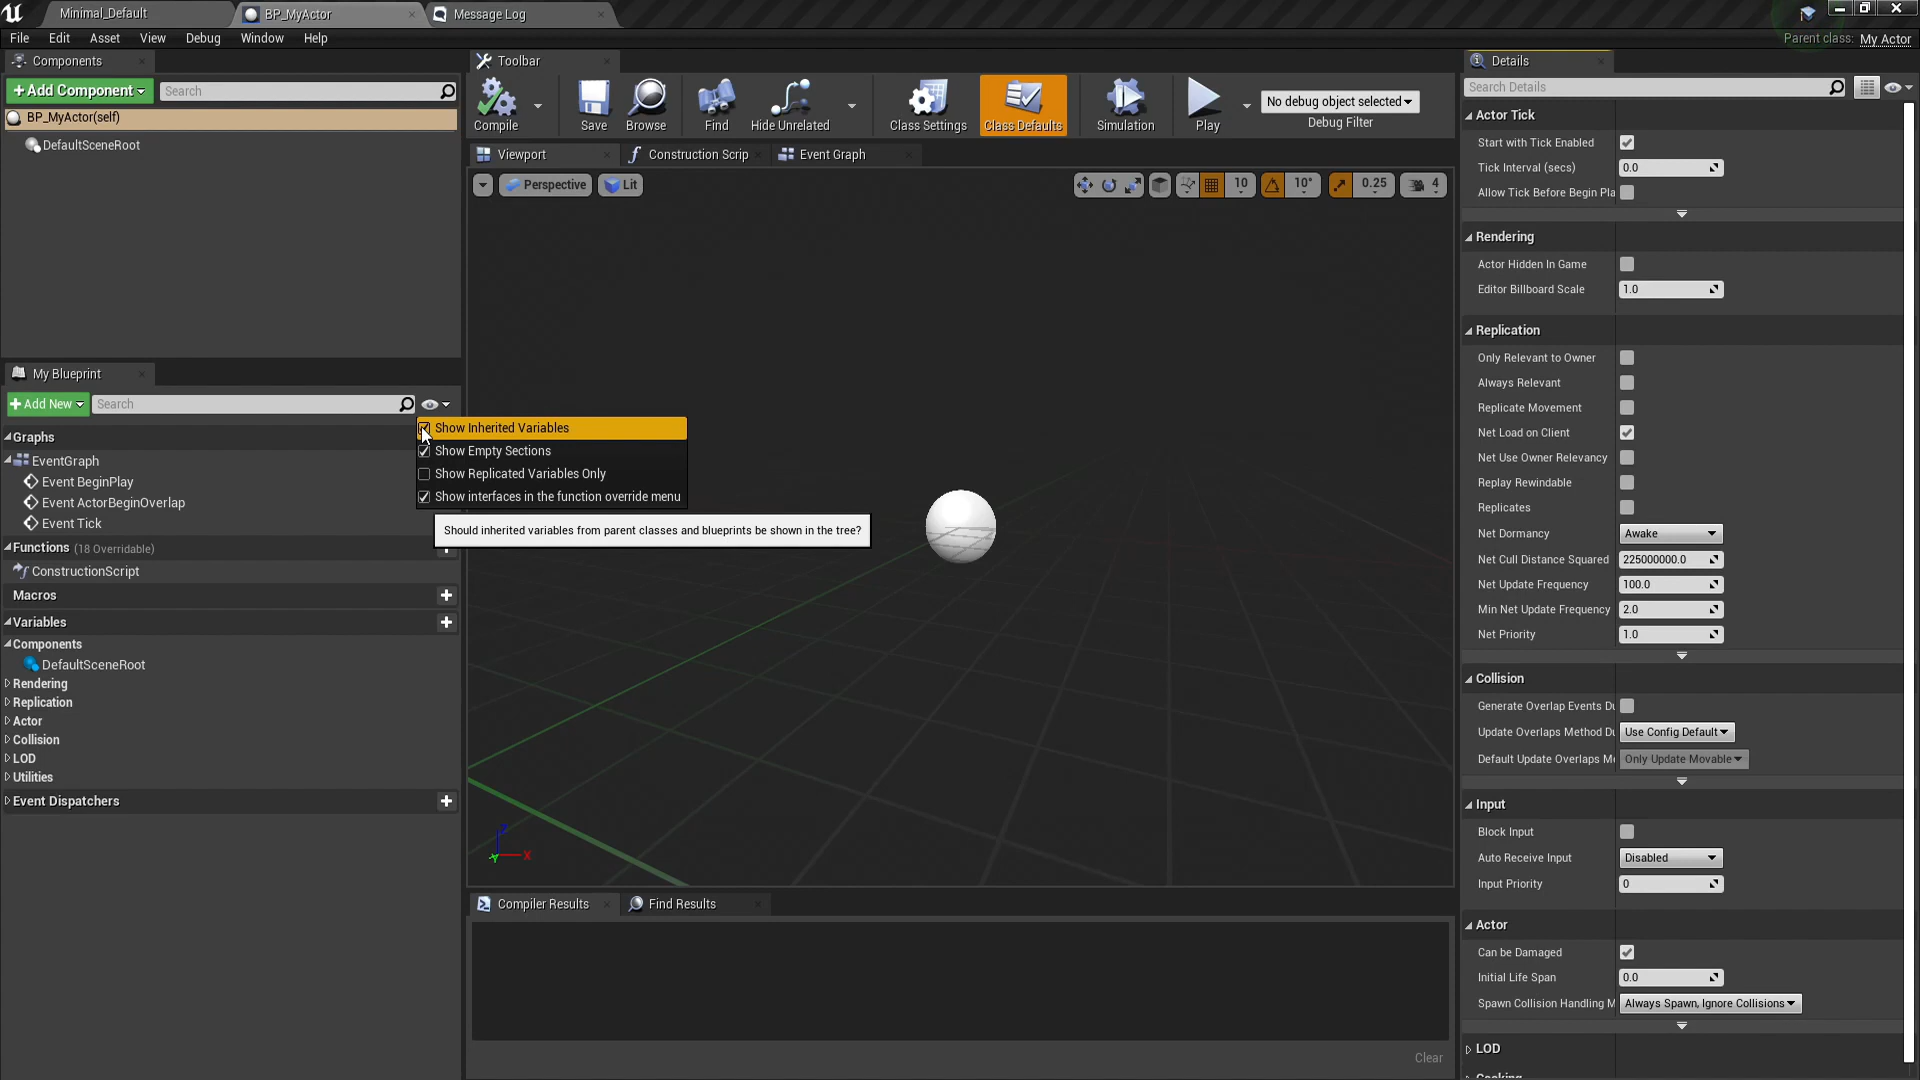 Minimal_Default
BP_MyActor
Message Log
File Edit Asset View Debug Window Help
Parent class: My Actor
Components
+Add Component
Search
BP_MyActor(self)
DefaultSceneRoot
My Blueprint
+Add New
Search
Graphs
EventGraph
Event BeginPlay
Event ActorBeginOverlap
Event Tick
Functions (18 Overridable)
ConstructionScript
Macros
Variables
Components
DefaultSceneRoot
Rendering
Replication
Actor
Collision
LOD
Utilities
Event Dispatchers
Show Inherited Variables
Show Empty Sections
Show Replicated Variables Only
Show interfaces in the function override menu
Should inherited variables from parent classes and blueprints be shown in the tree?
Toolbar
Compile
Save
Browse
Find
Hide Unrelated
Class Settings
Class Defaults
Simulation
Play
No debug object selected
Debug Filter
Viewport
Construction Scrip
Event Graph
Perspective
Lit
10
10°
0.25
4
X
Compiler Results
Find Results
Clear
Details
Search Details
Actor Tick
Start with Tick Enabled
Tick Interval (secs) 0.0
Allow Tick Before Begin Pla
Rendering
Actor Hidden In Game
Editor Billboard Scale 1.0
Replication
Only Relevant to Owner
Always Relevant
Replicate Movement
Net Load on Client
Net Use Owner Relevancy
Replay Rewindable
Replicates
Net Dormancy Awake
Net Cull Distance Squared 225000000.0
Net Update Frequency 100.0
Min Net Update Frequency 2.0
Net Priority 1.0
Collision
Generate Overlap Events Du
Update Overlaps Method Du Use Config Default
Default Update Overlaps Me Only Update Movable
Input
Block Input
Auto Receive Input Disabled
Input Priority 0
Actor
Can be Damaged
Initial Life Span 0.0
Spawn Collision Handling M Always Spawn, Ignore Collisions
LOD